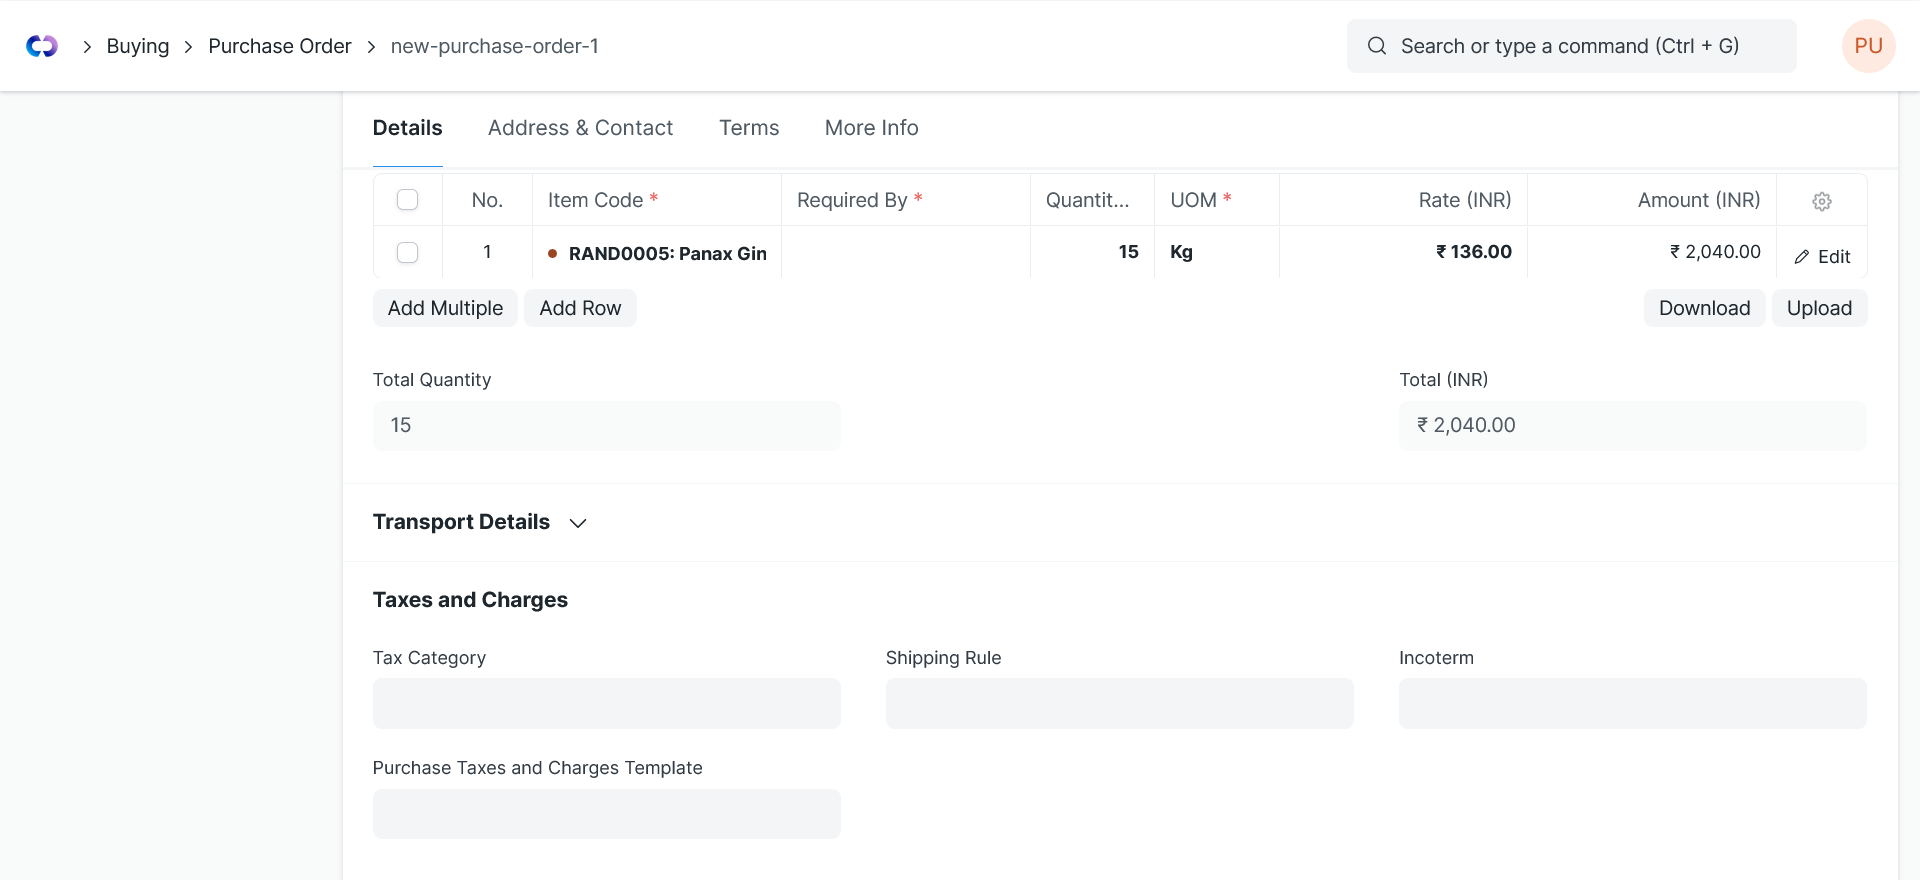 Buying
Purchase Order
new-purchase-order-1
Search or type a command (Ctrl + G)
PU
Details
Address & Contact
Terms
More Info
No.
Item Code *
Required By *
Quantit...
UOM *
Rate (INR)
Amount (INR)
1
RAND0005: Panax Gin
15
Kg
₹ 136.00
₹ 2,040.00
Edit
Add Multiple
Add Row
Download
Upload
Total Quantity
Total (INR)
15
₹ 2,040.00
Transport Details
Taxes and Charges
Tax Category
Shipping Rule
Incoterm
Purchase Taxes and Charges Template